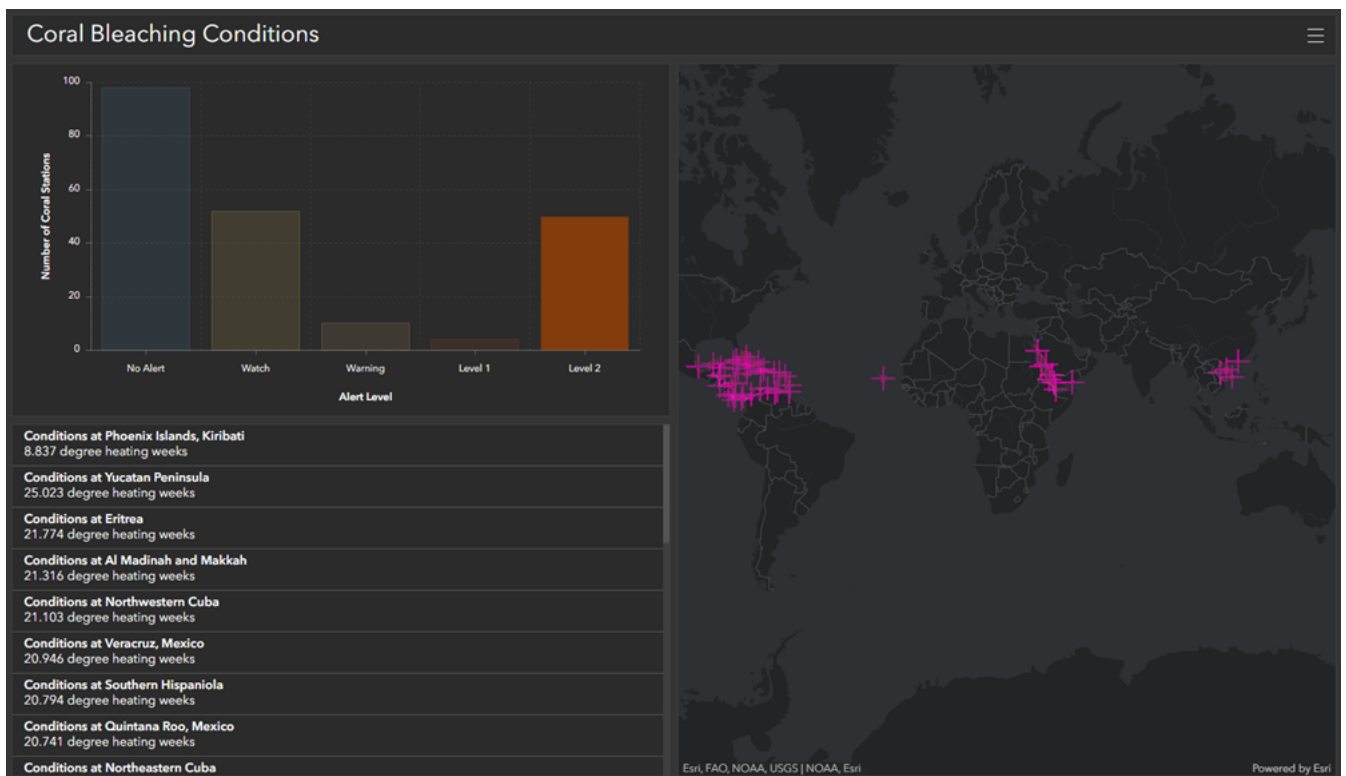 Coral Bleaching Conditions
100
80
60
40
20
0
Number of Coral Stations
No Alert
Watch
Warning
Level 1
Level 2
Alert Level
Conditions at Phoenix Islands, Kiribati
8.837 degree heating weeks
Conditions at Yucatan Peninsula
25.023 degree heating weeks
Conditions at Eritrea
21.774 degree heating weeks
Conditions at Al Madinah and Makkah
21.316 degree heating weeks
Conditions at Northwestern Cuba
21.103 degree heating weeks
Conditions at Veracruz, Mexico
20.946 degree heating weeks
Conditions at Southern Hispaniola
20.794 degree heating weeks
Conditions at Quintana Roo, Mexico
20.741 degree heating weeks
Conditions at Northeastern Cuba
Esri, FAO, NOAA, USGS | NOAA, Esri
Powered by Esri